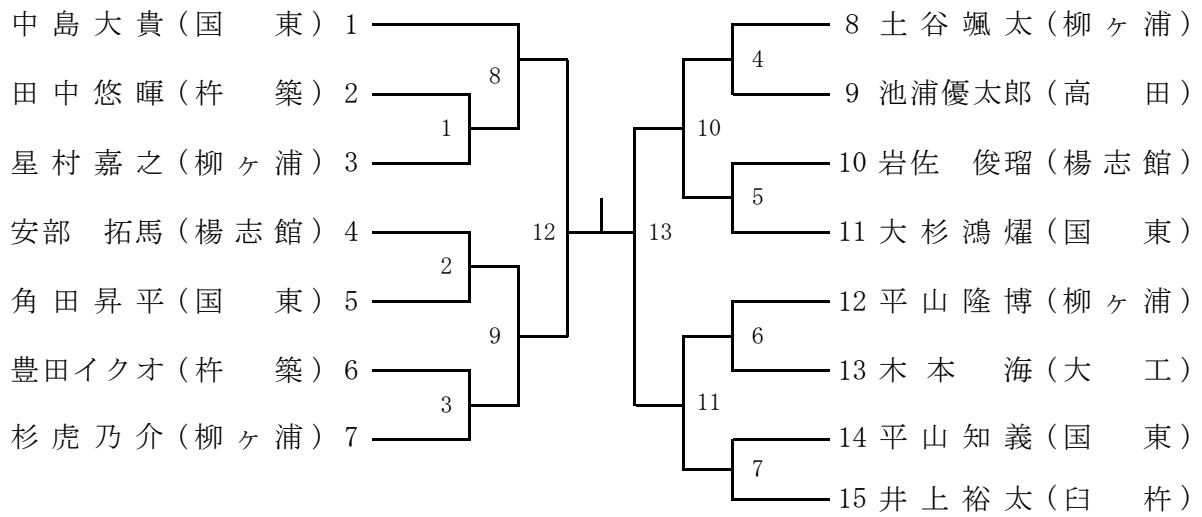 中島大貴(国　東) 1
田中悠暉(杵　築) 2
星村嘉之(柳ヶ浦) 3
安部　拓馬(楊志館) 4
角田昇平(国　東) 5
豊田イクオ(杵　築) 6
杉虎乃介(柳ヶ浦) 7
8
1
12
2
9
3
13
4
10
5
6
11
7
8 土谷颯太(柳ヶ浦)
9 池浦優太郎(高　田)
10 岩佐　俊瑠(楊志館)
11 大杉鴻燿(国　東)
12 平山隆博(柳ヶ浦)
13 木本　海(大　工)
14 平山知義(国　東)
15 井上裕太(臼　杵)